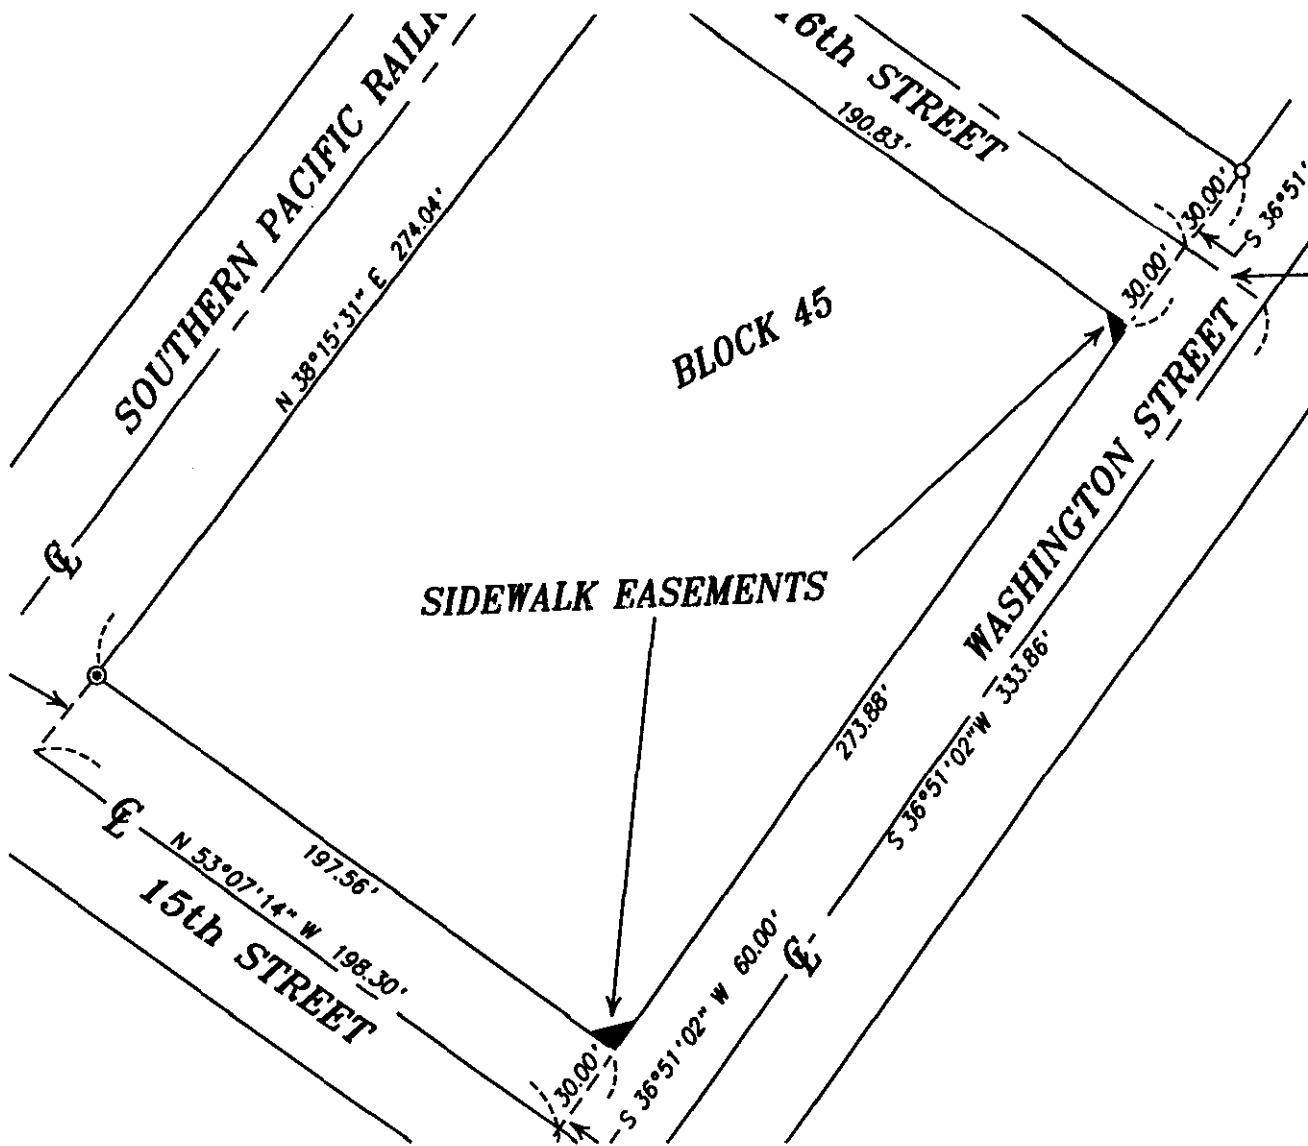 16th STREET
SOUTHERN PACIFIC
190.83'
30.00'
S 36°51'
30.00'
N 38°15'31" E 274.04'
BLOCK 45
WASHINGTON STREET
SIDEWALK EASEMENTS
℄
273.88'
S 36°51'02"W 333.86'
℄
197.56'
N 53°07'14" W 198.30'
15th STREET
℄
30.00'
S 36°51'02" W 60.00'